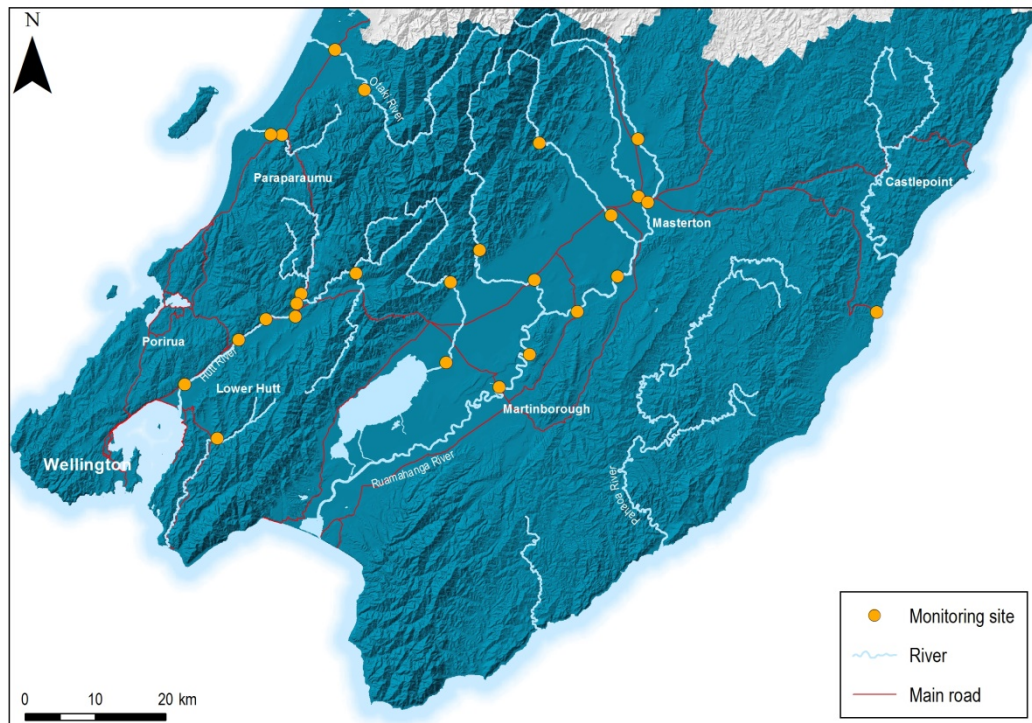 N
Otaki River
Paraparaumu
Castlepoint
Masterton
Porirua
Hutt River
Lower Hutt
Martinborough
Wellington
Ruamahanga River
Pahaoa River
Monitoring site
River
Main road
0 10 20 km